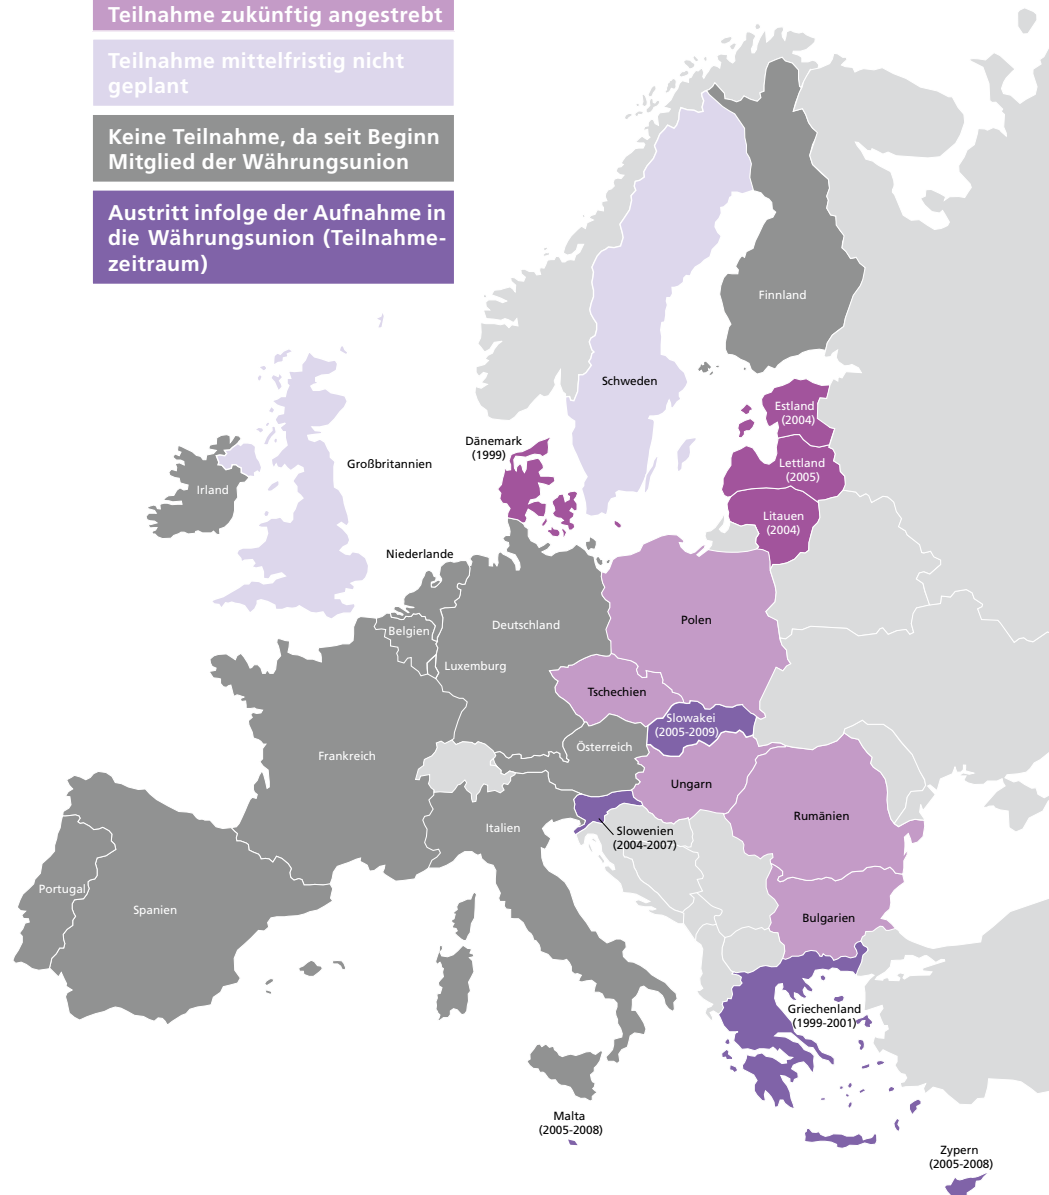 Teilnahme zukünftig angestrebt
Teilnahme mittelfristig nicht
geplant
Keine Teilnahme, da seit Beginn
Mitglied der Währungsunion
Austritt infolge der Aufnahme in
die Währungsunion (Teilnahme-
zeitraum)
Finnland
Schweden
Estland
(2004)
Dänemark
(1999)
Großbritannien
Lettland
(2005)
Irland
Litauen
(2004)
Niederlande
Belgien
Deutschland
Polen
Luxemburg
Tschechien
Slowakei
(2005-2009)
Österreich
Frankreich
Ungarn
Rumänien
Italien
Slowenien
(2004-2007)
Portugal
Spanien
Bulgarien
Griechenland
(1999-2001)
Malta
(2005-2008)
Zypern
(2005-2008)